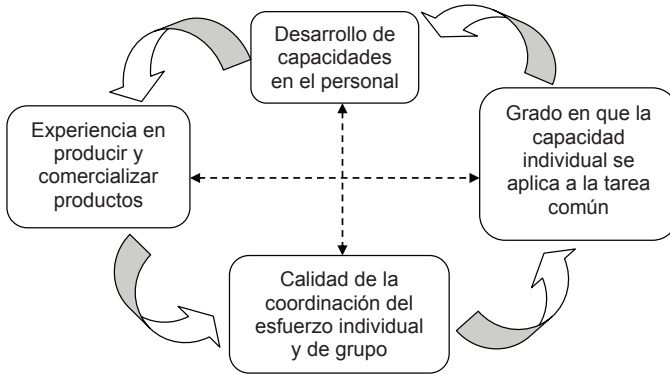 Desarrollo de
capacidades
en el personal
Experiencia en
producir y
comercializar
productos
Grado en que la
capacidad
individual se
aplica a la tarea
común
Calidad de la
coordinación del
esfuerzo individual
y de grupo